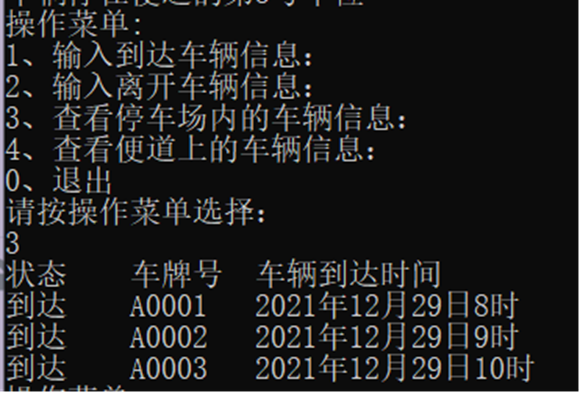 操作菜单:
1、输入到达车辆信息:
2、输入离开车辆信息:
3、查看停车场内的车辆信息:
4、查看便道上的车辆信息:
0、退出
请按操作菜单选择:
3
状态 车牌号 车辆到达时间
到达 A0001 2021年12月29日8时
到达 A0002 2021年12月29日9时
到达 A0003 2021年12月29日10时